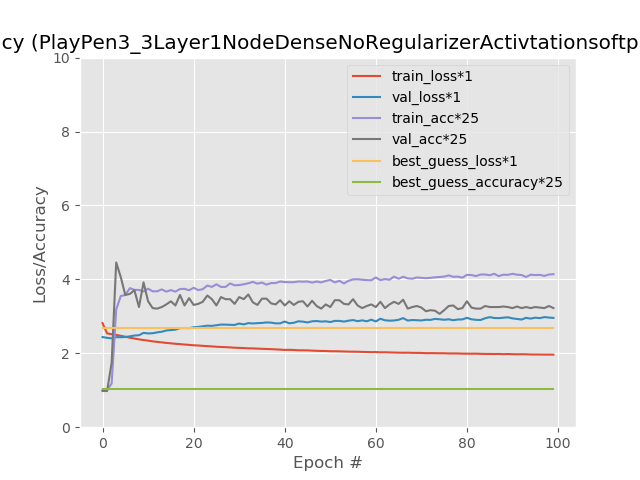 cy (PlayPen3_3Layer1NodeDenseNoRegularizerActivtationsoftp
10
8
6
4
2
0
Loss/Accuracy
train_loss*1
val_loss*1
train_acc*25
val_acc*25
best_guess_loss*1
best_guess_accuracy*25
0 20 40 60 80 100
Epoch #